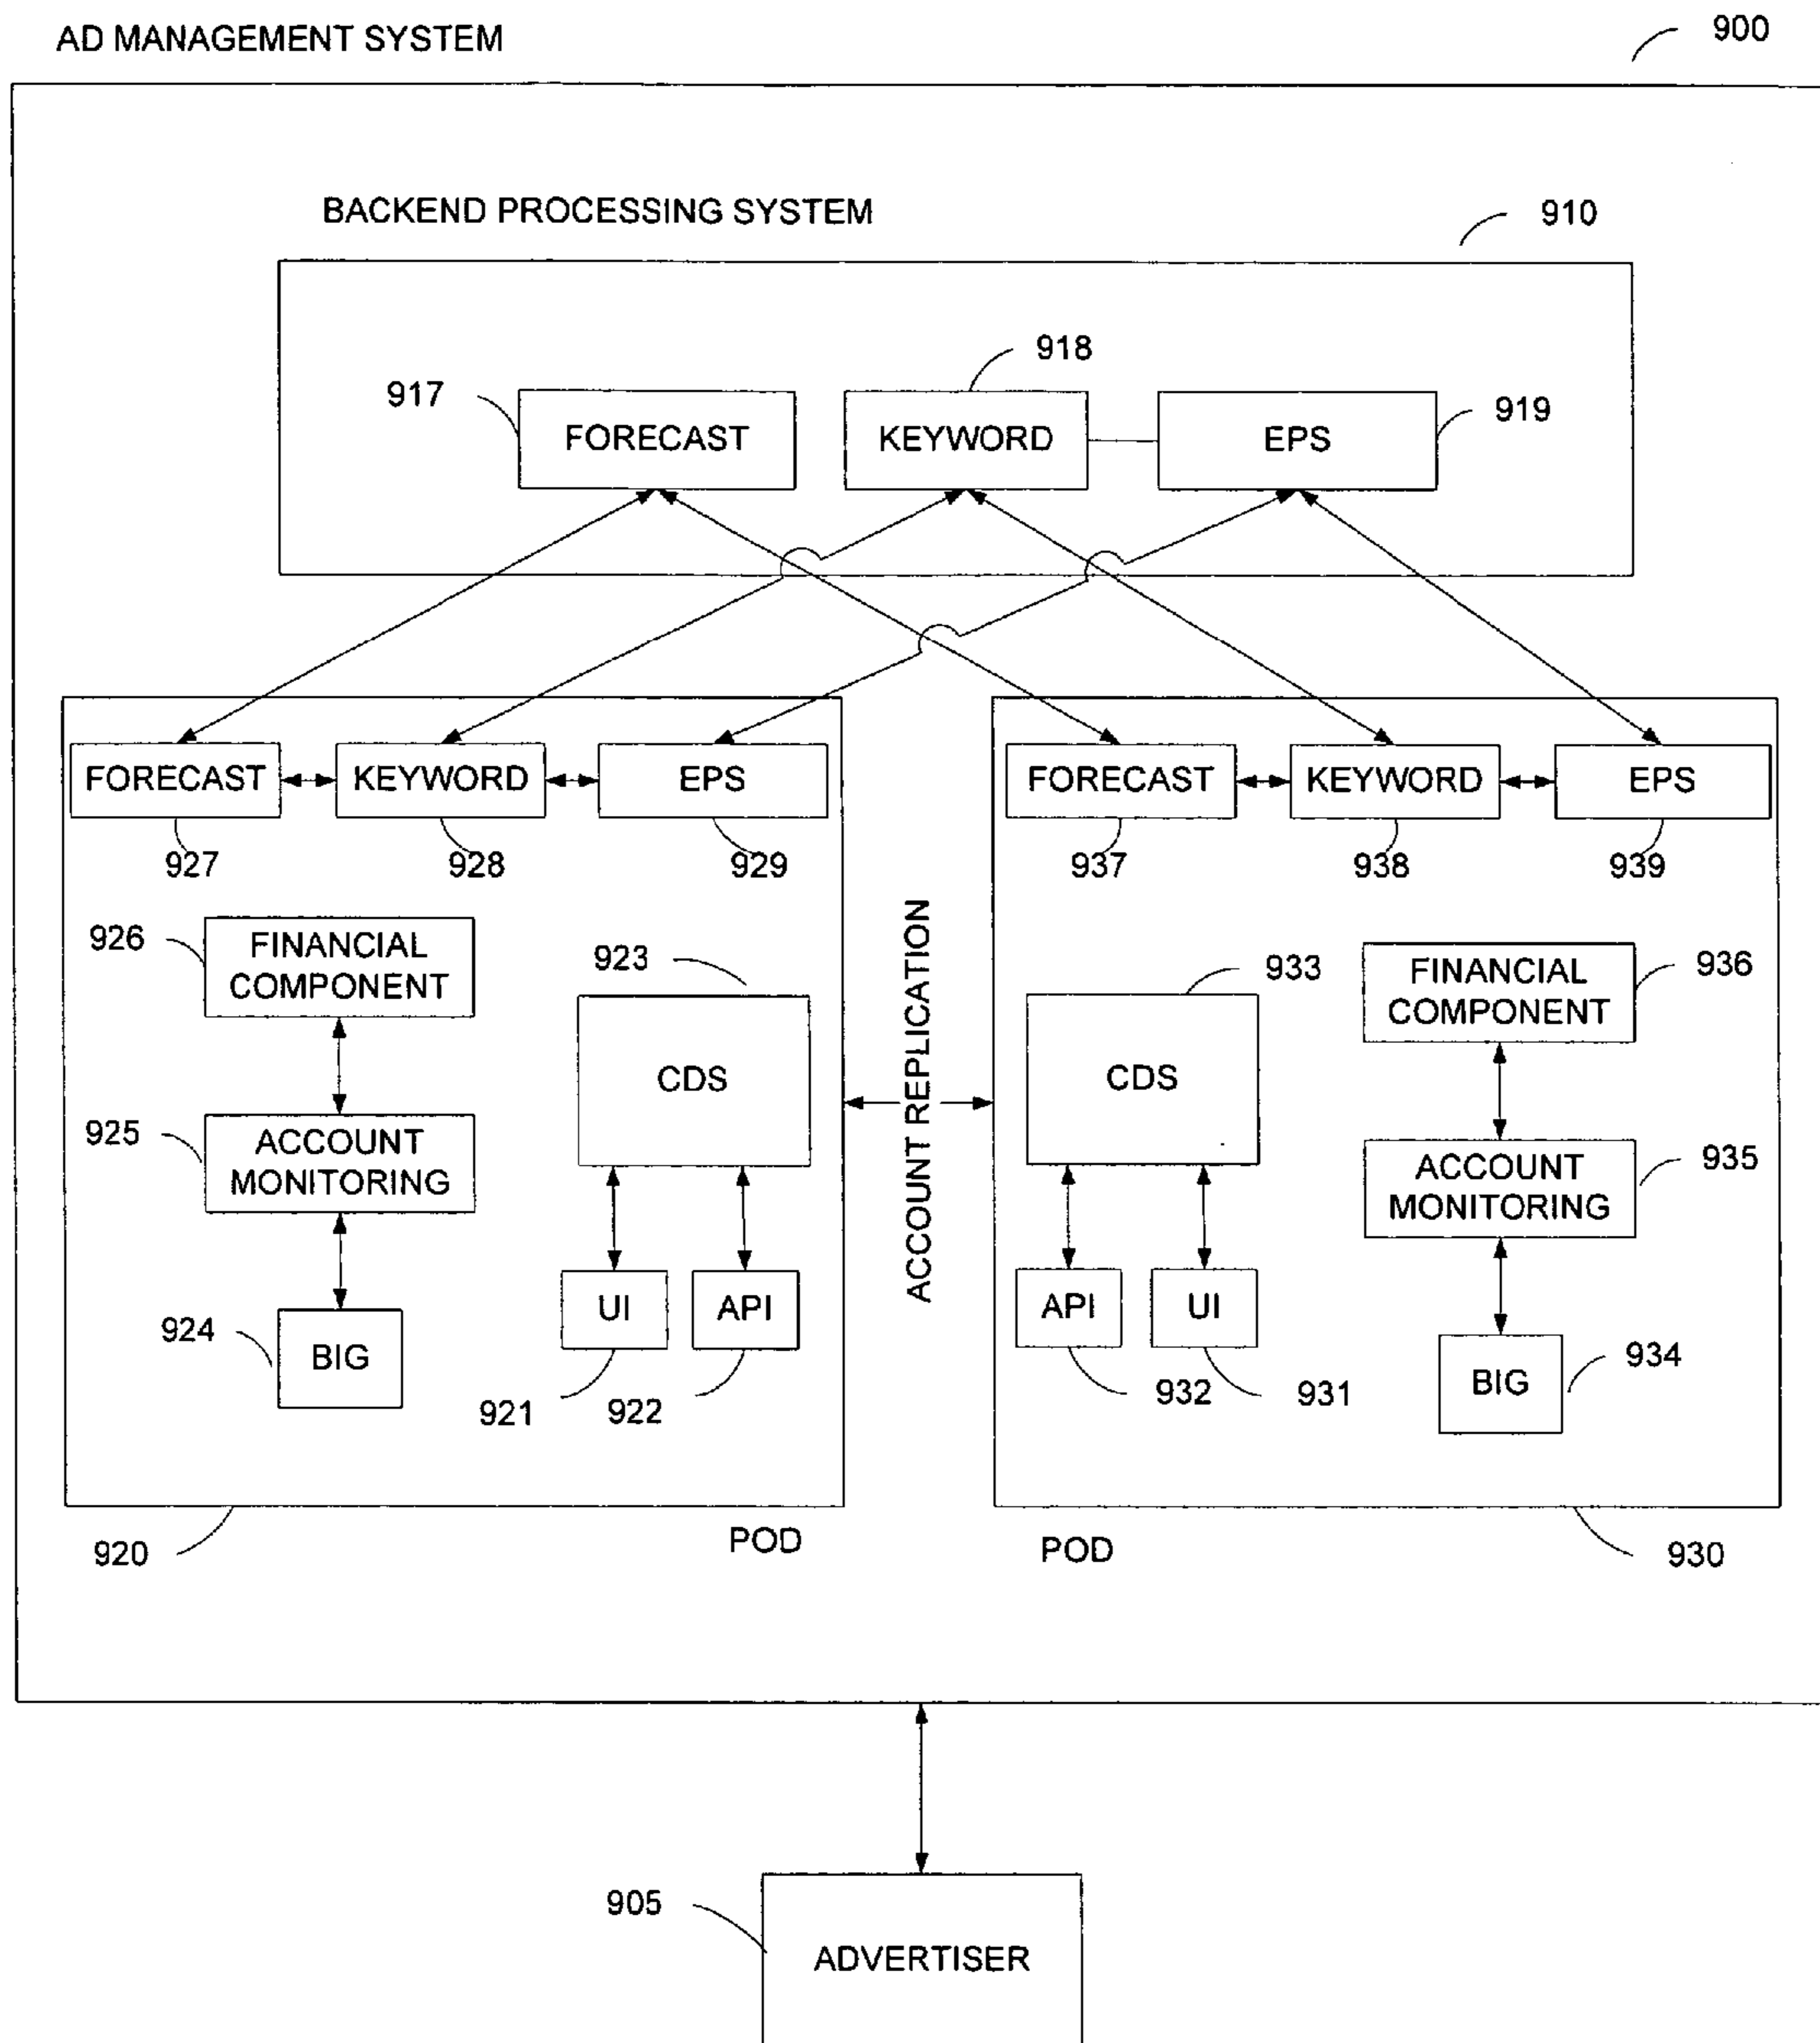 AD MANAGEMENT SYSTEM
900
BACKEND PROCESSING SYSTEM
910
917
918
919
FORECAST
KEYWORD
EPS
FORECAST
KEYWORD
EPS
927
928
929
926
FINANCIAL
COMPONENT
923
CDS
925
ACCOUNT
MONITORING
924
BIG
UI
API
921
922
920
POD
ACCOUNT REPLICATION
FORECAST
KEYWORD
EPS
937
938
939
933
CDS
FINANCIAL
COMPONENT
936
ACCOUNT
MONITORING
935
API
UI
932
931
BIG
934
POD
930
905
ADVERTISER